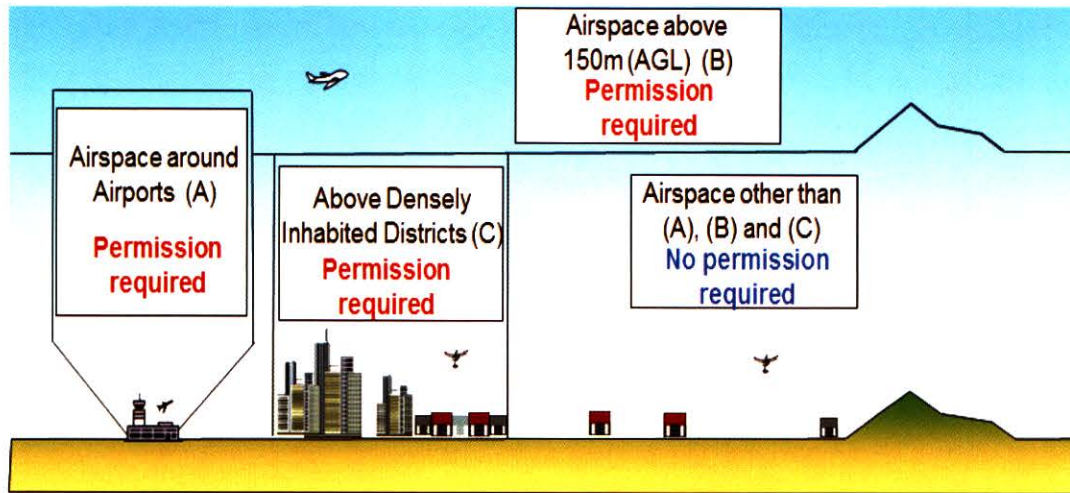 Airspace above
150m (AGL) (B)
Permission
required
Airspace around
Airports (A)
Permission
required
Above Densely
Inhabited Districts (C)
Permission
required
Airspace other than
(A), (B) and (C)
No permission
required